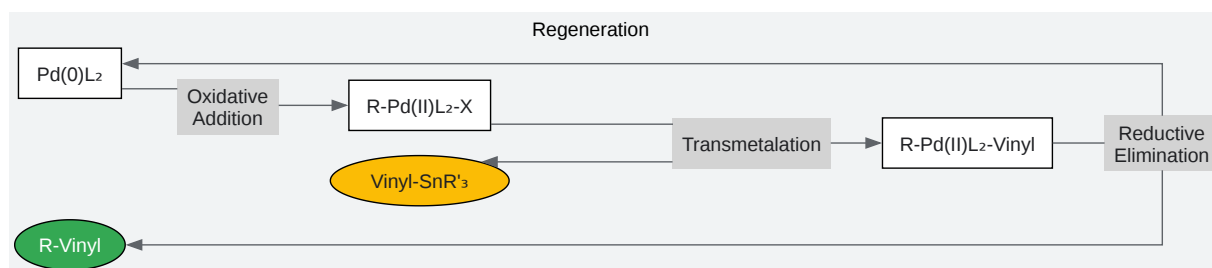 Regeneration
Pd(0)L₂
Oxidative
Addition
R-Pd(II)L₂-X
Transmetalation
R-Pd(II)L₂-Vinyl
Reductive
Elimination
Vinyl-SnR'₃
R-Vinyl